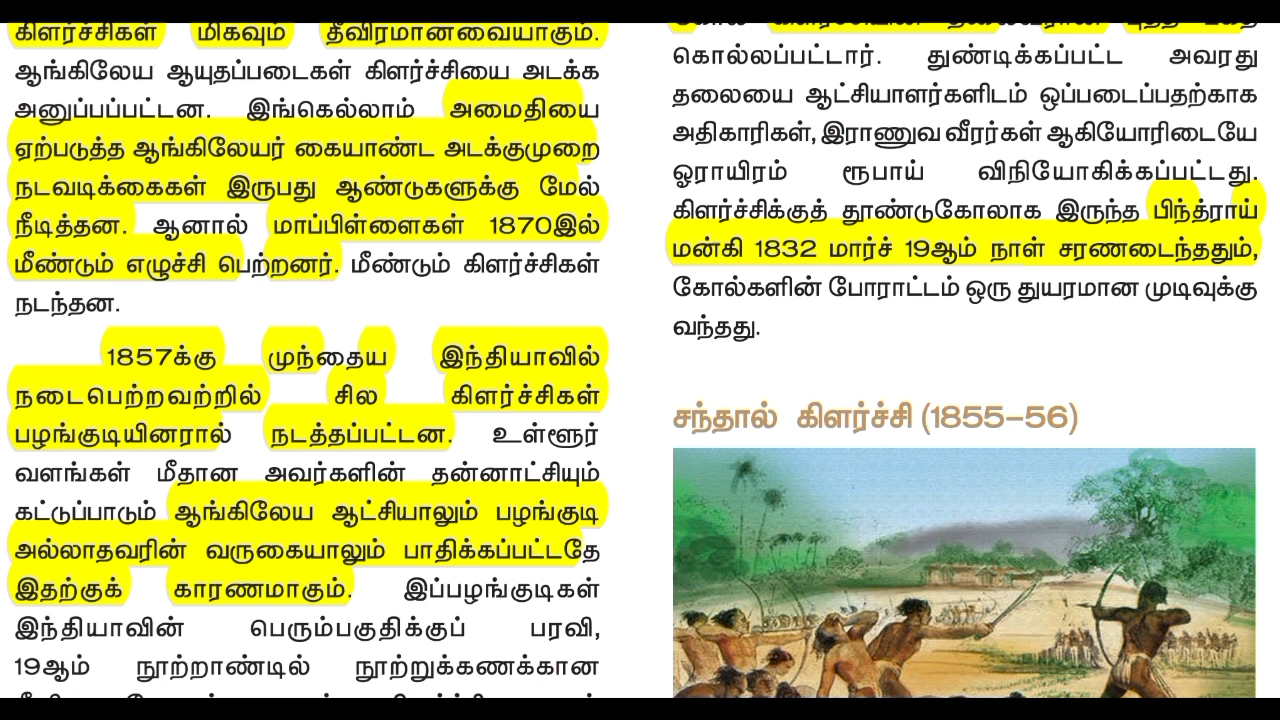 கிளர்ச்சிகள் மிகவும் தீவிரமானவையாகும்.
ஆங்கிலேய ஆயுதப்படைகள் கிளர்ச்சியை அடக்க
அனுப்பப்பட்டன. இங்கெல்லாம் அமைதியை
ஏற்படுத்த ஆங்கிலேயர் கையாண்ட அடக்குமுறை
நடவடிக்கைகள் இருபது ஆண்டுகளுக்கு மேல்
நீடித்தன. ஆனால் மாப்பிள்ளைகள் 1870இல்
மீண்டும் எழுச்சி பெற்றனர். மீண்டும் கிளர்ச்சிகள்
நடந்தன.
1857க்கு முந்தைய இந்தியாவில்
நடைபெற்றவற்றில் சில கிளர்ச்சிகள்
பழங்குடியினரால் நடத்தப்பட்டன. உள்ளூர்
வளங்கள் மீதான அவர்களின் தன்னாட்சியும்
கட்டுப்பாடும் ஆங்கிலேய ஆட்சியாலும் பழங்குடி
அல்லாதவரின் வருகையாலும் பாதிக்கப்பட்டதே
இதற்குக் காரணமாகும். இப்பழங்குடிகள்
இந்தியாவின் பெரும்பகுதிக்குப் பரவி,
19ஆம் நூற்றாண்டில் நூற்றுக்கணக்கான
கொல்லப்பட்டார். துண்டிக்கப்பட்ட அவரது
தலையை ஆட்சியாளர்களிடம் ஒப்படைப்பதற்காக
அதிகாரிகள், இராணுவ வீரர்கள் ஆகியோரிடையே
ஓராயிரம் ரூபாய் விநியோகிக்கப்பட்டது.
கிளர்ச்சிக்குத் தூண்டுகோலாக இருந்த பிந்த்ராய்
மன்கி 1832 மார்ச் 19ஆம் நாள் சரணடைந்ததும்,
கோல்களின் போராட்டம் ஒரு துயரமான முடிவுக்கு
வந்தது.
சந்தால் கிளர்ச்சி (1855–56)